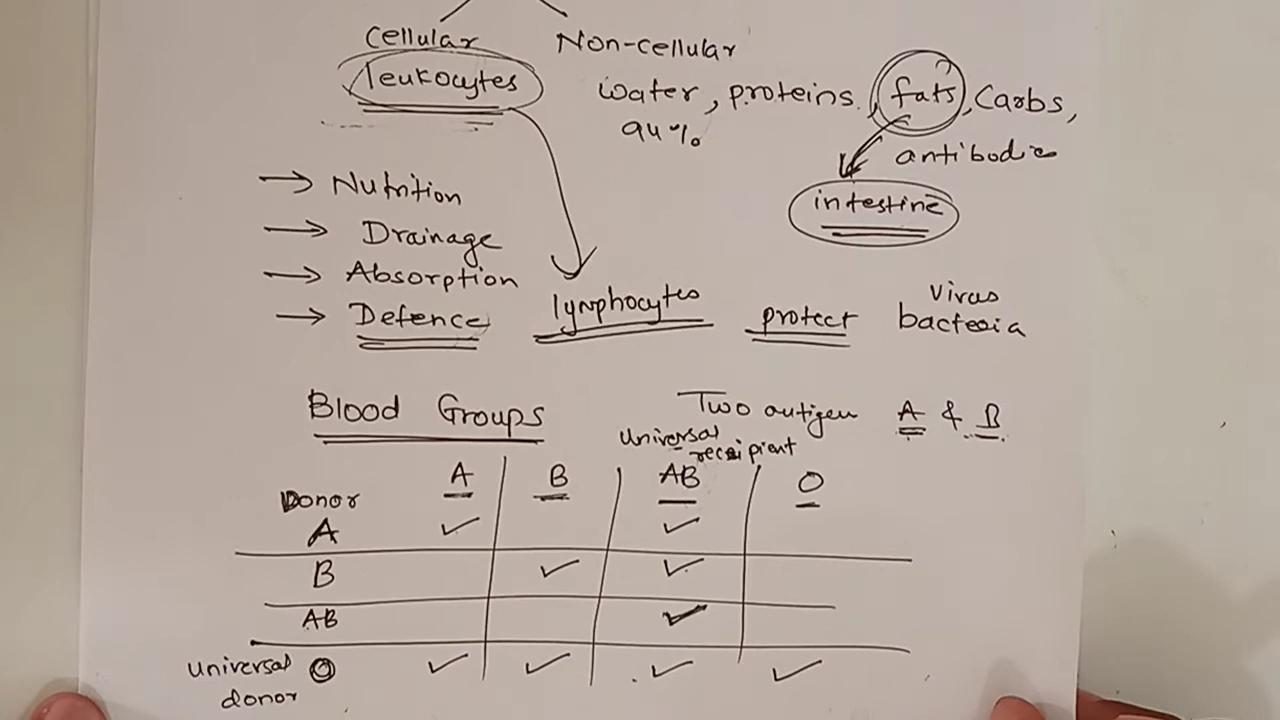 Cellular Non-cellular
leukocytes water, proteins, fats, Carbs,
94% antibodie
intestine
→ Nutrition
→ Drainage
→ Absorption
→ Defence lymphocytes protect virus bacteria
Blood Groups Two antigen A & B
universal recipient
Donor A B AB O
A ✓ ✓
B ✓ ✓
AB ✓
universal donor O ✓ ✓ ✓ ✓